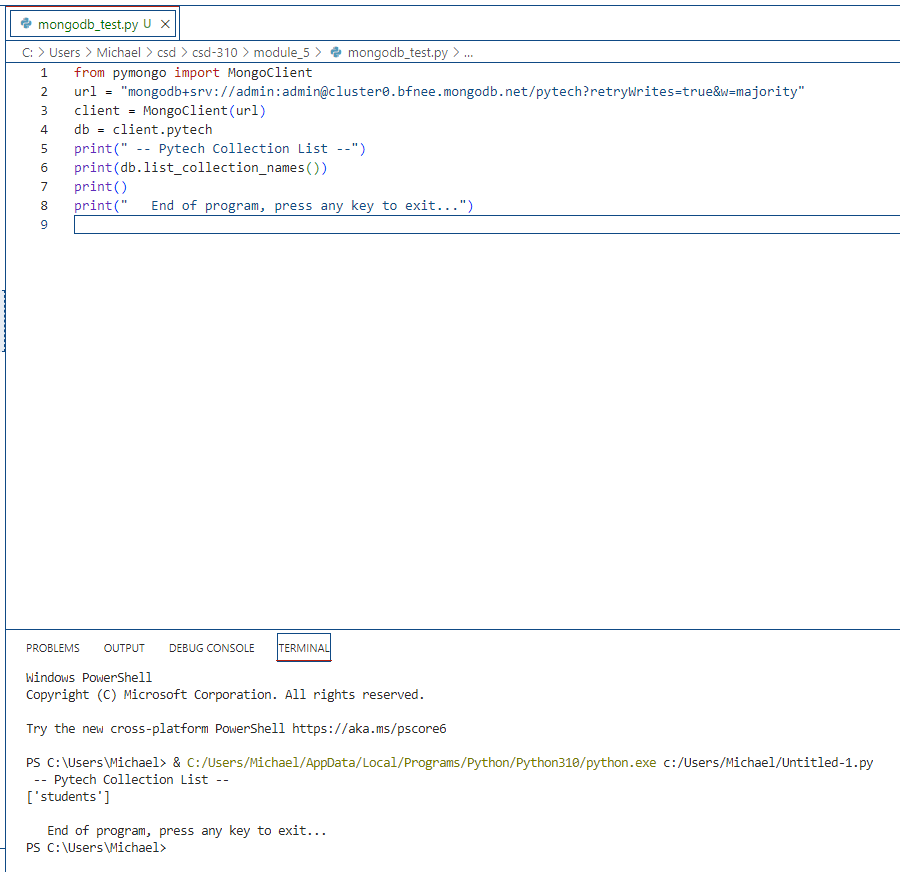 mongodb_test.py U ×
C: > Users > Michael > csd > csd-310 > module_5 > mongodb_test.py > ...
1 from pymongo import MongoClient
2 url = "mongodb+srv://admin:admin@cluster0.bfnee.mongodb.net/pytech?retryWrites=true&w=majority"
3 client = MongoClient(url)
4 db = client.pytech
5 print(" -- Pytech Collection List --")
6 print(db.list_collection_names())
7 print()
8 print("   End of program, press any key to exit...")
9
PROBLEMS OUTPUT DEBUG CONSOLE TERMINAL
Windows PowerShell
Copyright (C) Microsoft Corporation. All rights reserved.
Try the new cross-platform PowerShell https://aka.ms/pscore6
PS C:\Users\Michael> & C:/Users/Michael/AppData/Local/Programs/Python/Python310/python.exe c:/Users/Michael/Untitled-1.py
 -- Pytech Collection List --
['students']
   End of program, press any key to exit...
PS C:\Users\Michael>